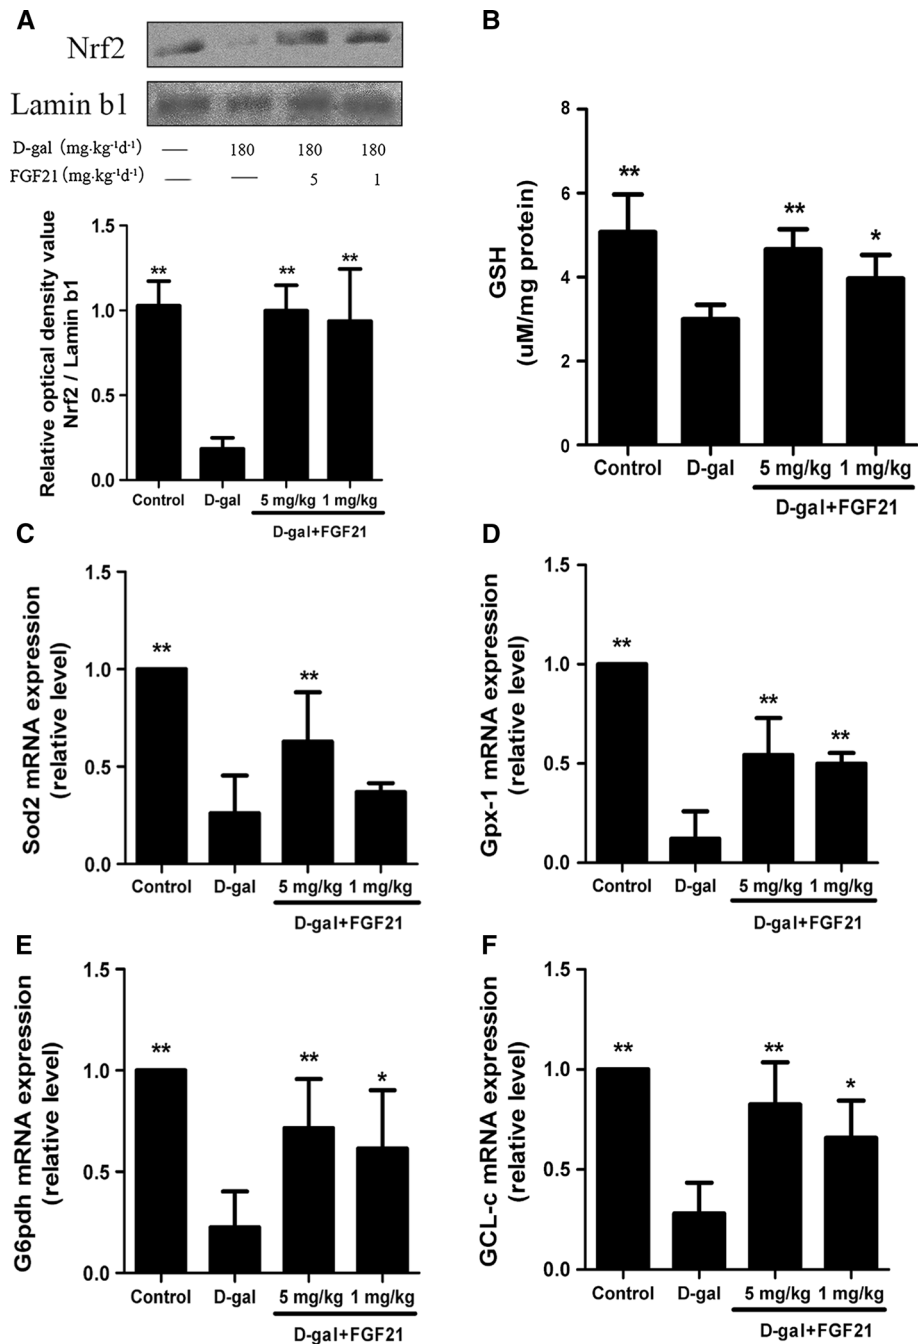 A
Nrf2
Lamin b1
D-gal (mg·kg⁻¹d⁻¹) — 180 180 180
FGF21 (mg·kg⁻¹d⁻¹) — — 5 1
Relative optical density value
Nrf2 / Lamin b1
1.5
1.0
0.5
0.0
** ** **
Control D-gal 5 mg/kg 1 mg/kg
D-gal+FGF21
B
GSH
(uM/mg protein)
8
6
4
2
0
** ** *
Control D-gal 5 mg/kg 1 mg/kg
D-gal+FGF21
C
Sod2 mRNA expression
(relative level)
1.5
1.0
0.5
0.0
** **
Control D-gal 5 mg/kg 1 mg/kg
D-gal+FGF21
D
Gpx-1 mRNA expression
(relative level)
1.5
1.0
0.5
0.0
** ** **
Control D-gal 5 mg/kg 1 mg/kg
D-gal+FGF21
E
G6pdh mRNA expression
(relative level)
1.5
1.0
0.5
0.0
** ** *
Control D-gal 5 mg/kg 1 mg/kg
D-gal+FGF21
F
GCL-c mRNA expression
(relative level)
1.5
1.0
0.5
0.0
** ** *
Control D-gal 5 mg/kg 1 mg/kg
D-gal+FGF21